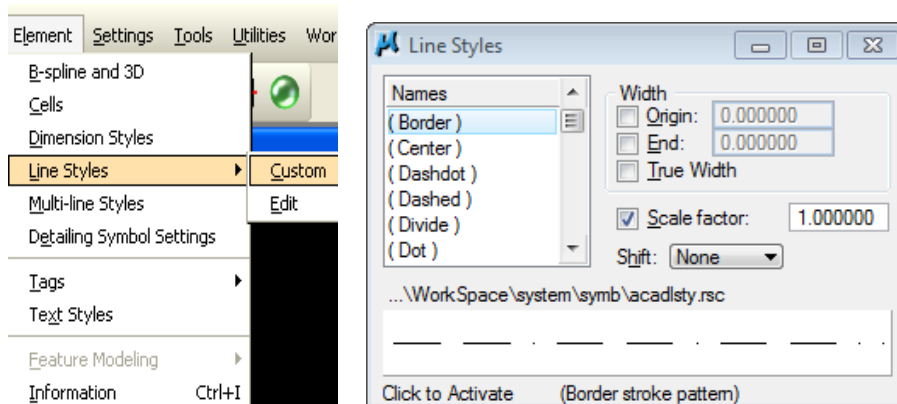 Element Settings Tools Utilities Wor
B-spline and 3D
Cells
Dimension Styles
Line Styles
Custom
Multi-line Styles
Edit
Detailing Symbol Settings
Tags
Text Styles
Feature Modeling
Information Ctrl+I
Line Styles
Names
( Border )
( Center )
( Dashdot )
( Dashed )
( Divide )
( Dot )
Width
Origin: 0.000000
End: 0.000000
True Width
Scale factor: 1.000000
Shift: None
...\WorkSpace\system\symb\acadlsty.rsc
Click to Activate (Border stroke pattern)